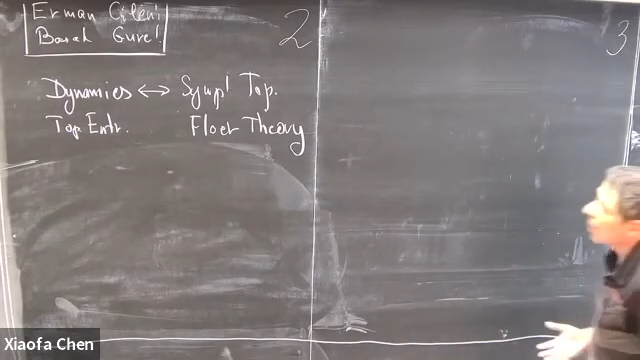 Erman Çineli
Başak Gürel
2
3
Dynamics ↔ Sympl Top.
Top. Entr. Floer Theory
Xiaofa Chen